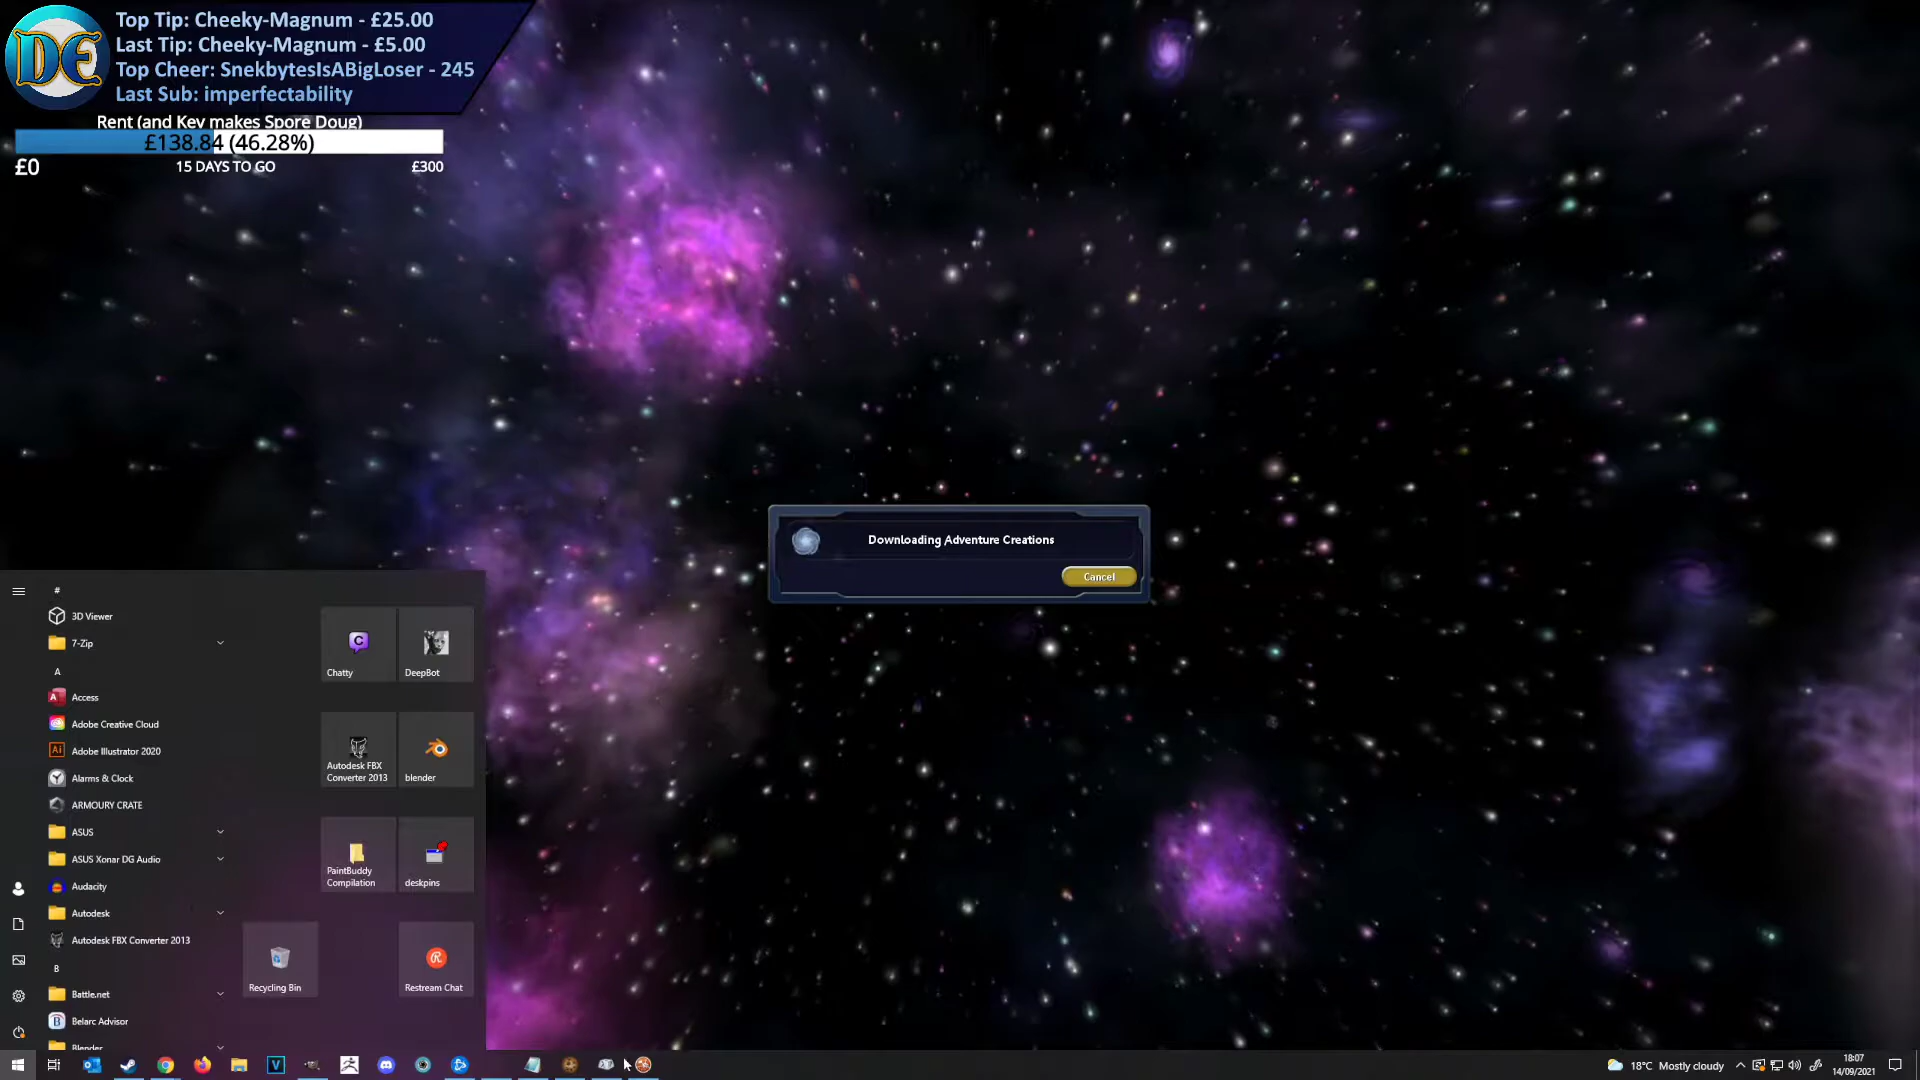 DE
Top Tip: Cheeky-Magnum - £25.00
Last Tip: Cheeky-Magnum - £5.00
Top Cheer: SnekbytesIsABigLoser - 245
Last Sub: imperfectability
Rent (and Kev makes Spore Doug)
£138.84 (46.28%)
£0
15 DAYS TO GO
£300
Downloading Adventure Creations
Cancel
#
3D Viewer
7-Zip
A
Access
Adobe Creative Cloud
Adobe Illustrator 2020
Alarms & Clock
ARMOURY CRATE
ASUS
ASUS Xonar DG Audio
Audacity
Autodesk
Autodesk FBX Converter 2013
B
Battle.net
Belarc Advisor
Blender
Chatty
DeepBot
Autodesk FBX
Converter 2013
blender
PaintBuddy
Compilation
deskpins
Recycling Bin
Restream Chat
18°C Mostly cloudy
18:07
14/09/2021